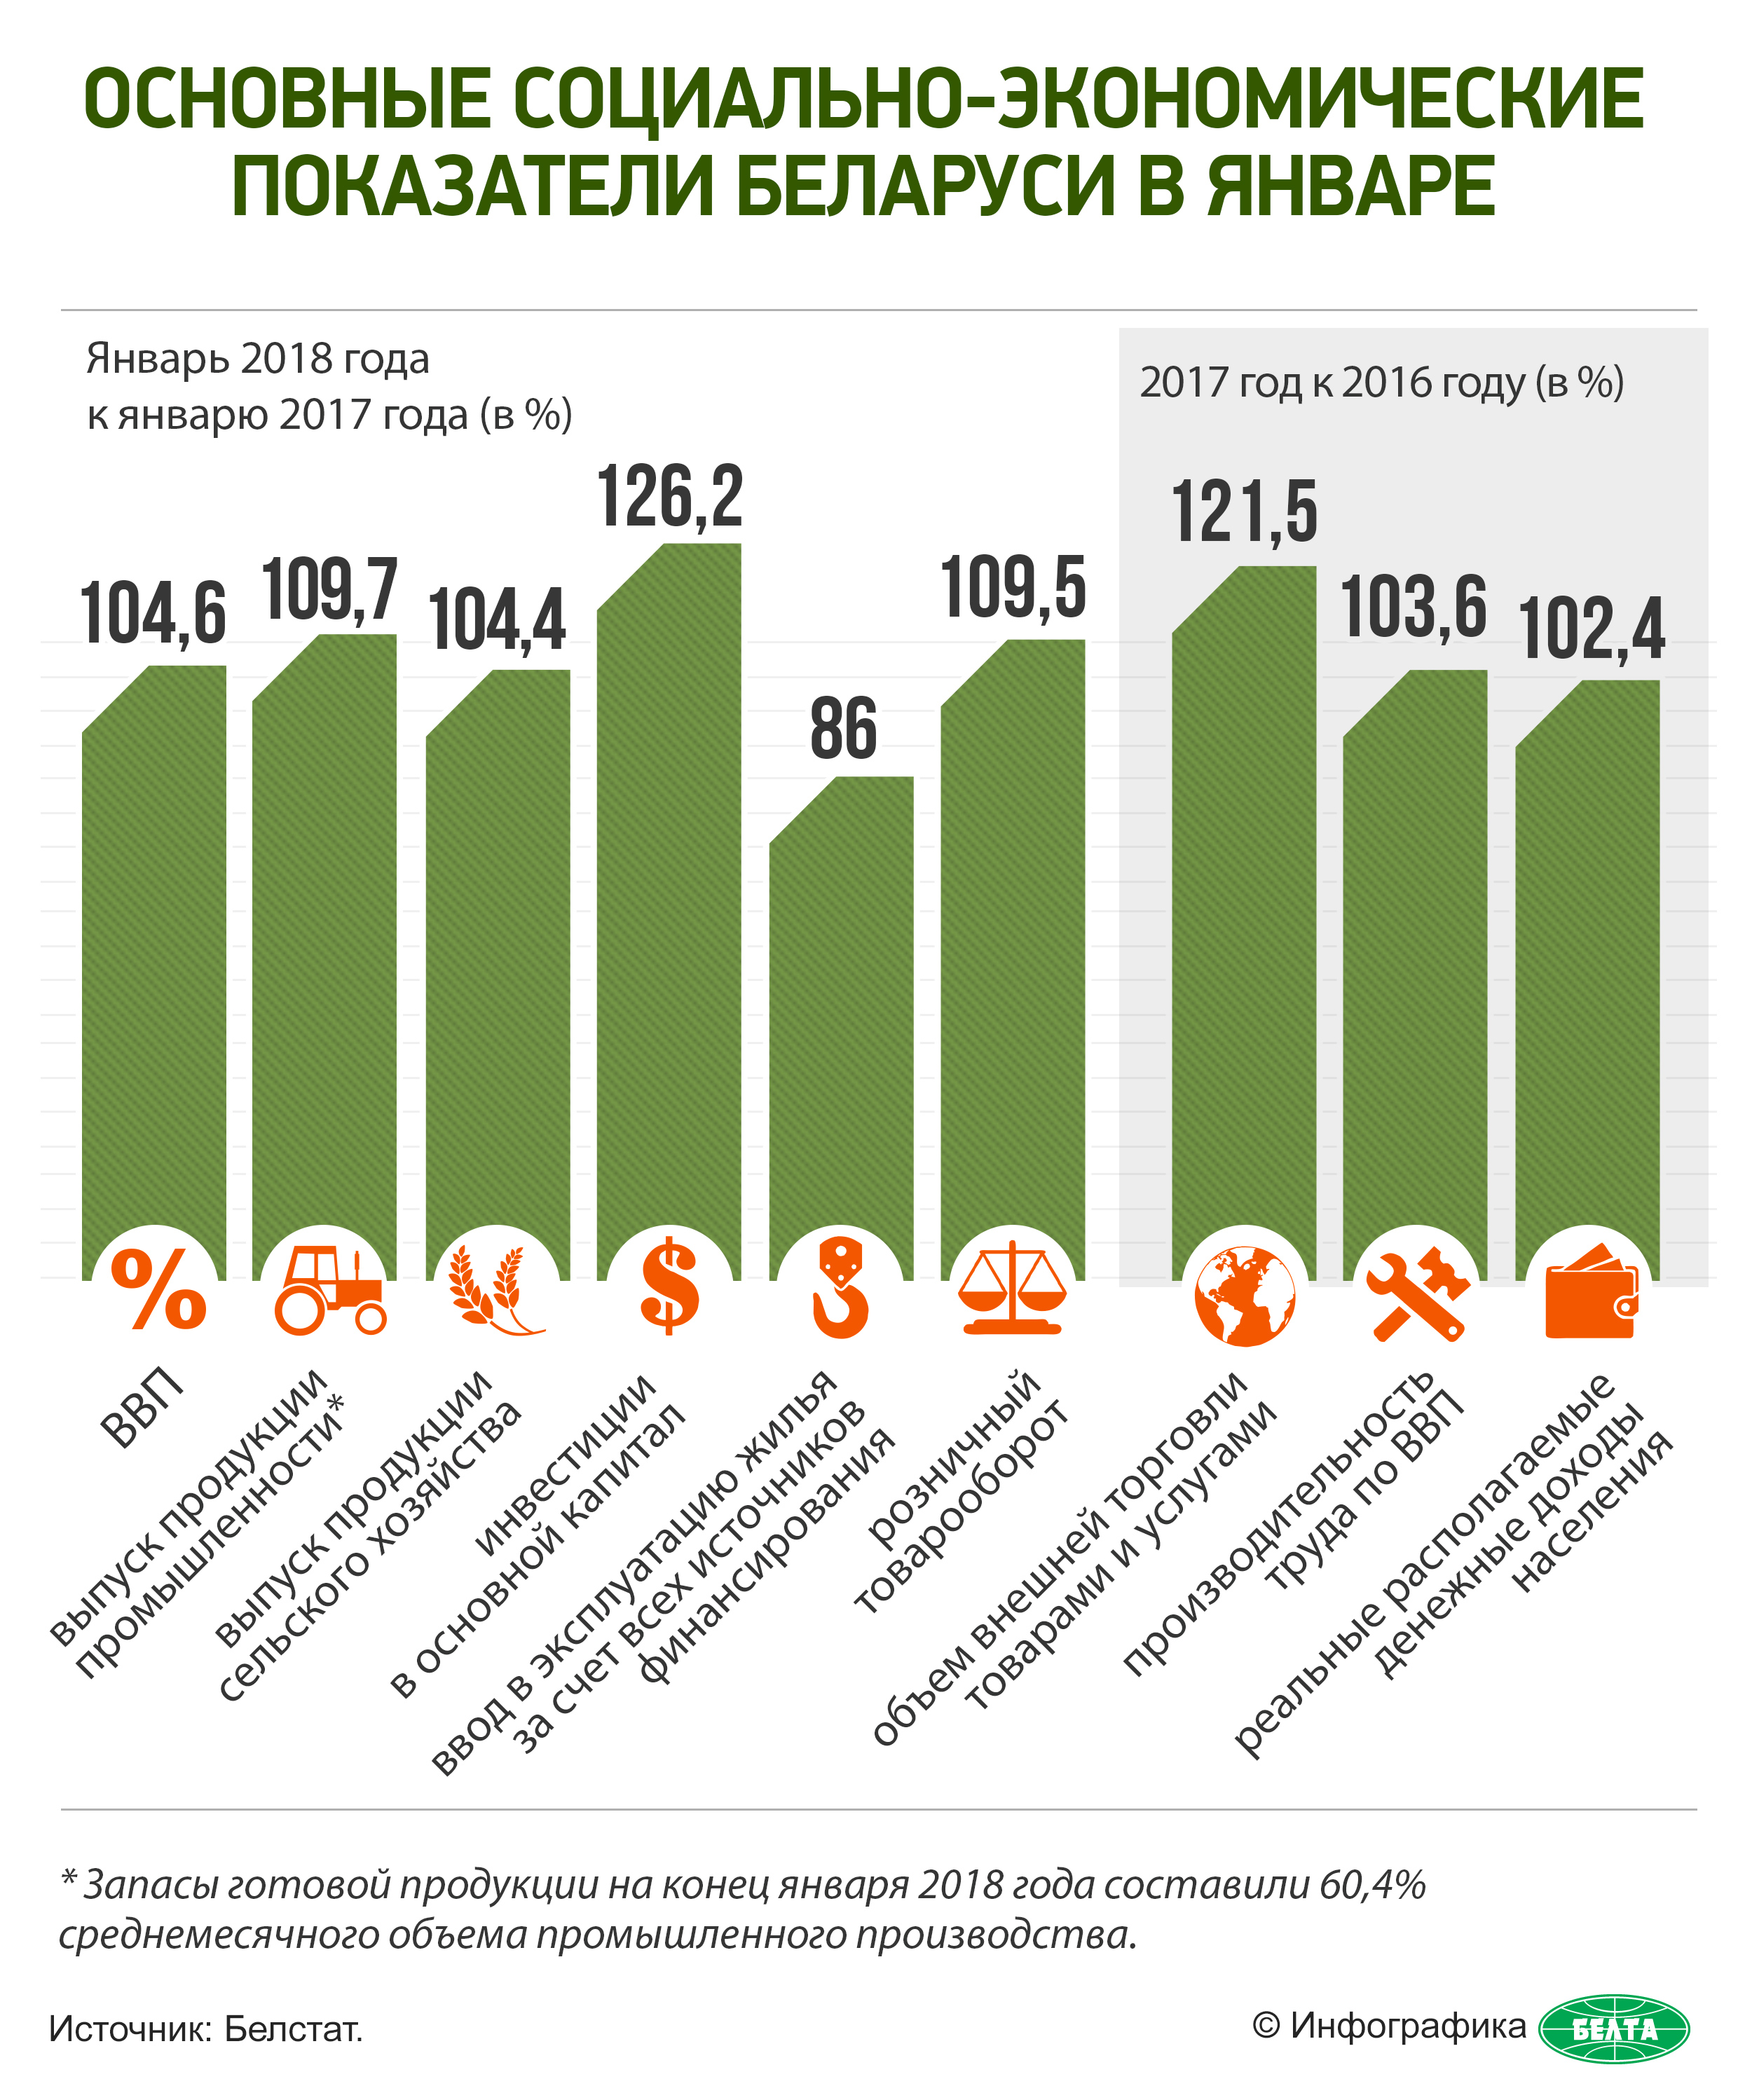 ОСНОВНЫЕ СОЦИАЛЬНО-ЭКОНОМИЧЕСКИЕ
ПОКАЗАТЕЛИ БЕЛАРУСИ В ЯНВАРЕ
Январь 2018 года
к январю 2017 года (в %)
2017 год к 2016 году (в %)
104,6
109,7
104,4
126,2
86
109,5
121,5
103,6
102,4
%
$
ВВП
выпуск продукции
промышленности*
выпуск продукции
сельского хозяйства
инвестиции
в основной капитал
ввод в эксплуатацию жилья
за счет всех источников
финансирования
розничный
товарооборот
объем внешней торговли
товарами и услугами
производительность
труда по ВВП
реальные располагаемые
денежные доходы
населения
* Запасы готовой продукции на конец января 2018 года составили 60,4%
среднемесячного объема промышленного производства.
Источник: Белстат.
© Инфографика
БЕЛТА